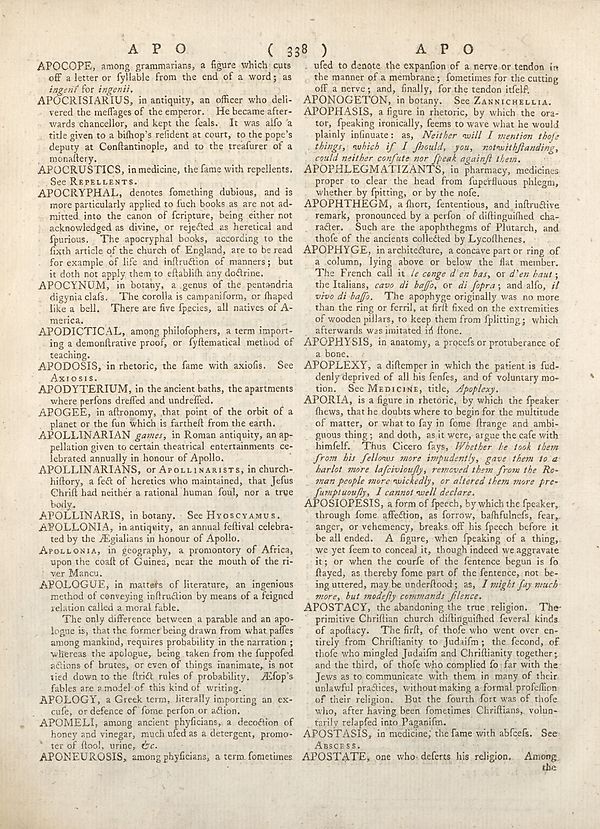 A P O ( 338 ) A P O
APOCOPE, among grammarians, a figure which cuts
off a letter or ſyllable from the end of a word; as
ingeni for ingenii.
APOCRISIARIUS, in antiquity, an officer who deli-
vered the meſſages of the emperor. He became after-
wards chancellor, and kept the ſeals. It was alſo a
title given to a biſhop's reſident at court, to the pope's
deputy at Conſtantinople, and to the treaſurer of a
monaſtery.
APOCRUSTICS, in medicine, the ſame with repellents.
See REPELLENTS.
APOCRYPHAL, denotes ſomething dubious, and is
more particularly applied to ſuch books as are not ad-
mitted into the canon of ſcripture, being either not
acknowledged as divine, or rejected as heretical and
ſpurious. The apocryphal books, according to the
ſixth article of the church of England, are to be read
for example of life and inſtruction of manners; but
it doth not apply them to eſtabliſh any doctrine.
APOCYNUM, in botany, a genus of the pentandria
digynia claſs. The corolla is campaniform, or ſhaped
like a bell. There are five ſpecies, all natives of A-
merica.
APODICTICAL, among philoſophers, a term import-
ing a demonſtrative proof, or ſyſtematical method of
teaching.
APODOSIS, in rhetoric, the ſame with axioſis. See
AXIOSIS.
APODYTERIUM, in the ancient baths, the apartments
where perſons dreſſed and undreſſed.
APOGEE, in aſtronomy, that point of the orbit of a
planet or the ſun which is fartheſt from the earth.
APOLLINARIAN games, in Roman antiquity, an ap-
pellation given to certain theatrical entertainments ce-
lebrated annually in honour of Apollo.
APOLLINARIANS, or APOLLINARISTS, in church-
hiſtory, a ſect of heretics who maintained, that Jeſus
Chriſt had neither a rational human ſoul, nor a true
body.
APOLLINARIS, in botany. See HYOSCYAMUS.
APOLLONIA, in antiquity, an annual feſtival celebra-
ted by the Ægialians in honour of Apollo.
APOLLONIA, in geography, a promontory of Africa,
upon the coaſt of Guinea, near the mouth of the ri-
ver Mancu.
APOLOGUE, in matters of literature, an ingenious
method of conveying inſtruction by means of a feigned
relation called a moral fable.
The only difference between a parable and an apo-
logue is, that the former being drawn from what paſſes
among mankind, requires probability in the narration;
whereas the apologue, being taken from the ſuppoſed
actions of brutes, or even of things inanimate, is not
tied down to the ſtrict rules of probability. Æſop's
fables are a model of this kind of writing.
APOLOGY, a Greek term, literally importing an ex-
cuſe, or defence of ſome perſon or action.
APOMELI, among ancient phyſicians, a decoction of
honey and vinegar, much uſed as a detergent, promo-
ter of ſtool, urine, &c.
APONEUROSIS, among phyſicians, a term ſometimes
uſed to denote the expanſion of a nerve or tendon in
the manner of a membrane; ſometimes for the cutting
off a nerve; and, finally, for the tendon itſelf.
APONOGETON, in botany. See ZANNICHELLIA.
APOPHASIS, a figure in rhetoric, by which the ora-
tor, ſpeaking ironically, ſeems to wave what he would
plainly inſinuate: as, Neither will I mention thoſe
things, which if I ſhould, you, notwithſtanding,
could neither confute nor ſpeak againſt them.
APOPHLEGMATIZANTS, in pharmacy, medicines
proper to clear the head from ſuperfluous phlegm,
whether by ſpitting, or by the noſe.
APOPHTHEGM, a ſhort, ſententious, and inſtructive
remark, pronounced by a perſon of diſtinguiſhed cha-
racter. Such are the apophthegms of Plutarch, and
thoſe of the ancients collected by Lycoſthenes.
APOPHYGE, in architecture, a concave part or ring of
a column, lying above or below the flat member.
The French call it le conge d'en bas, or d'en haut;
the Italians, cavo di baſſo, or di ſopra; and alſo, il
vivo di baſſo. The apophyge originally was no more
than the ring or ferril, at firſt fixed on the extremities
of wooden pillars, to keep them from ſplitting; which
afterwards was imitated in ſtone.
APOPHYSIS, in anatomy, a proceſs or protuberance of
a bone.
APOPLEXY, a diſtemper in which the patient is ſud-
denly deprived of all his ſenſes, and of voluntary mo-
tion. See MEDICINE, title, Apoplexy.
APORIA, is a figure in rhetoric, by which the ſpeaker
ſhews, that he doubts where to begin for the multitude
of matter, or what to ſay in ſome ſtrange and ambi-
guous thing; and doth, as it were, argue the caſe with
himſelf. Thus Cicero ſays, Whether he took them
from his fellows more impudently, gave them to a
harlot more laſciviouſly, removed them from the Ro-
man people more wickedly, or altered them more pre-
ſumptuouſly, I cannot well declare.
APOSIOPESIS, a form of ſpeech, by which the ſpeaker,
through ſome affection, as ſorrow, baſhfulneſs, fear,
anger, or vehemency, breaks off his ſpeech before it
be all ended. A figure, when ſpeaking of a thing,
we yet ſeem to conceal it, though indeed we aggravate
it; or when the courſe of the ſentence begun is ſo
ſtayed, as thereby ſome part of the ſentence, not be-
ing uttered, may be underſtood; as, I might ſay much
more, but modeſty commands ſilence.
APOSTACY, the abandoning the true religion. The
primitive Chriſtian church diſtinguiſhed ſeveral kinds
of apoſtacy. The firſt, of thoſe who went over en-
tirely from Chriſtianity to Judaiſm; the ſecond, of
thoſe who mingled Judaiſm and Chriſtianity together;
and the third, of thoſe who complied ſo far with the
Jews as to communicate with them in many of their
unlawful practices, without making a formal profeſſion
of their religion. But the fourth ſort was of thoſe
who, after having been ſometimes Chriſtians, volun-
tarily relapſed into Paganiſm.
APOSTASIS, in medicine, the ſame with abſceſs. See
ABSCESS.
APOSTATE, one who deſerts his religion. Among
the